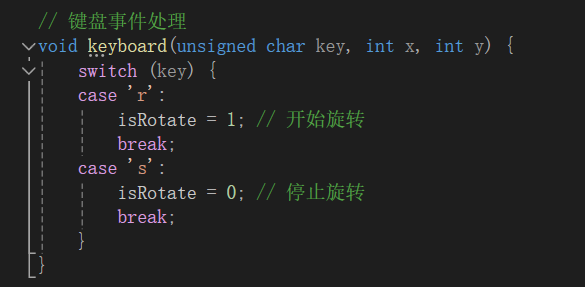 // 键盘事件处理
void keyboard(unsigned char key, int x, int y) {
    switch (key) {
    case 'r':
        isRotate = 1; // 开始旋转
        break;
    case 's':
        isRotate = 0; // 停止旋转
        break;
    }
}